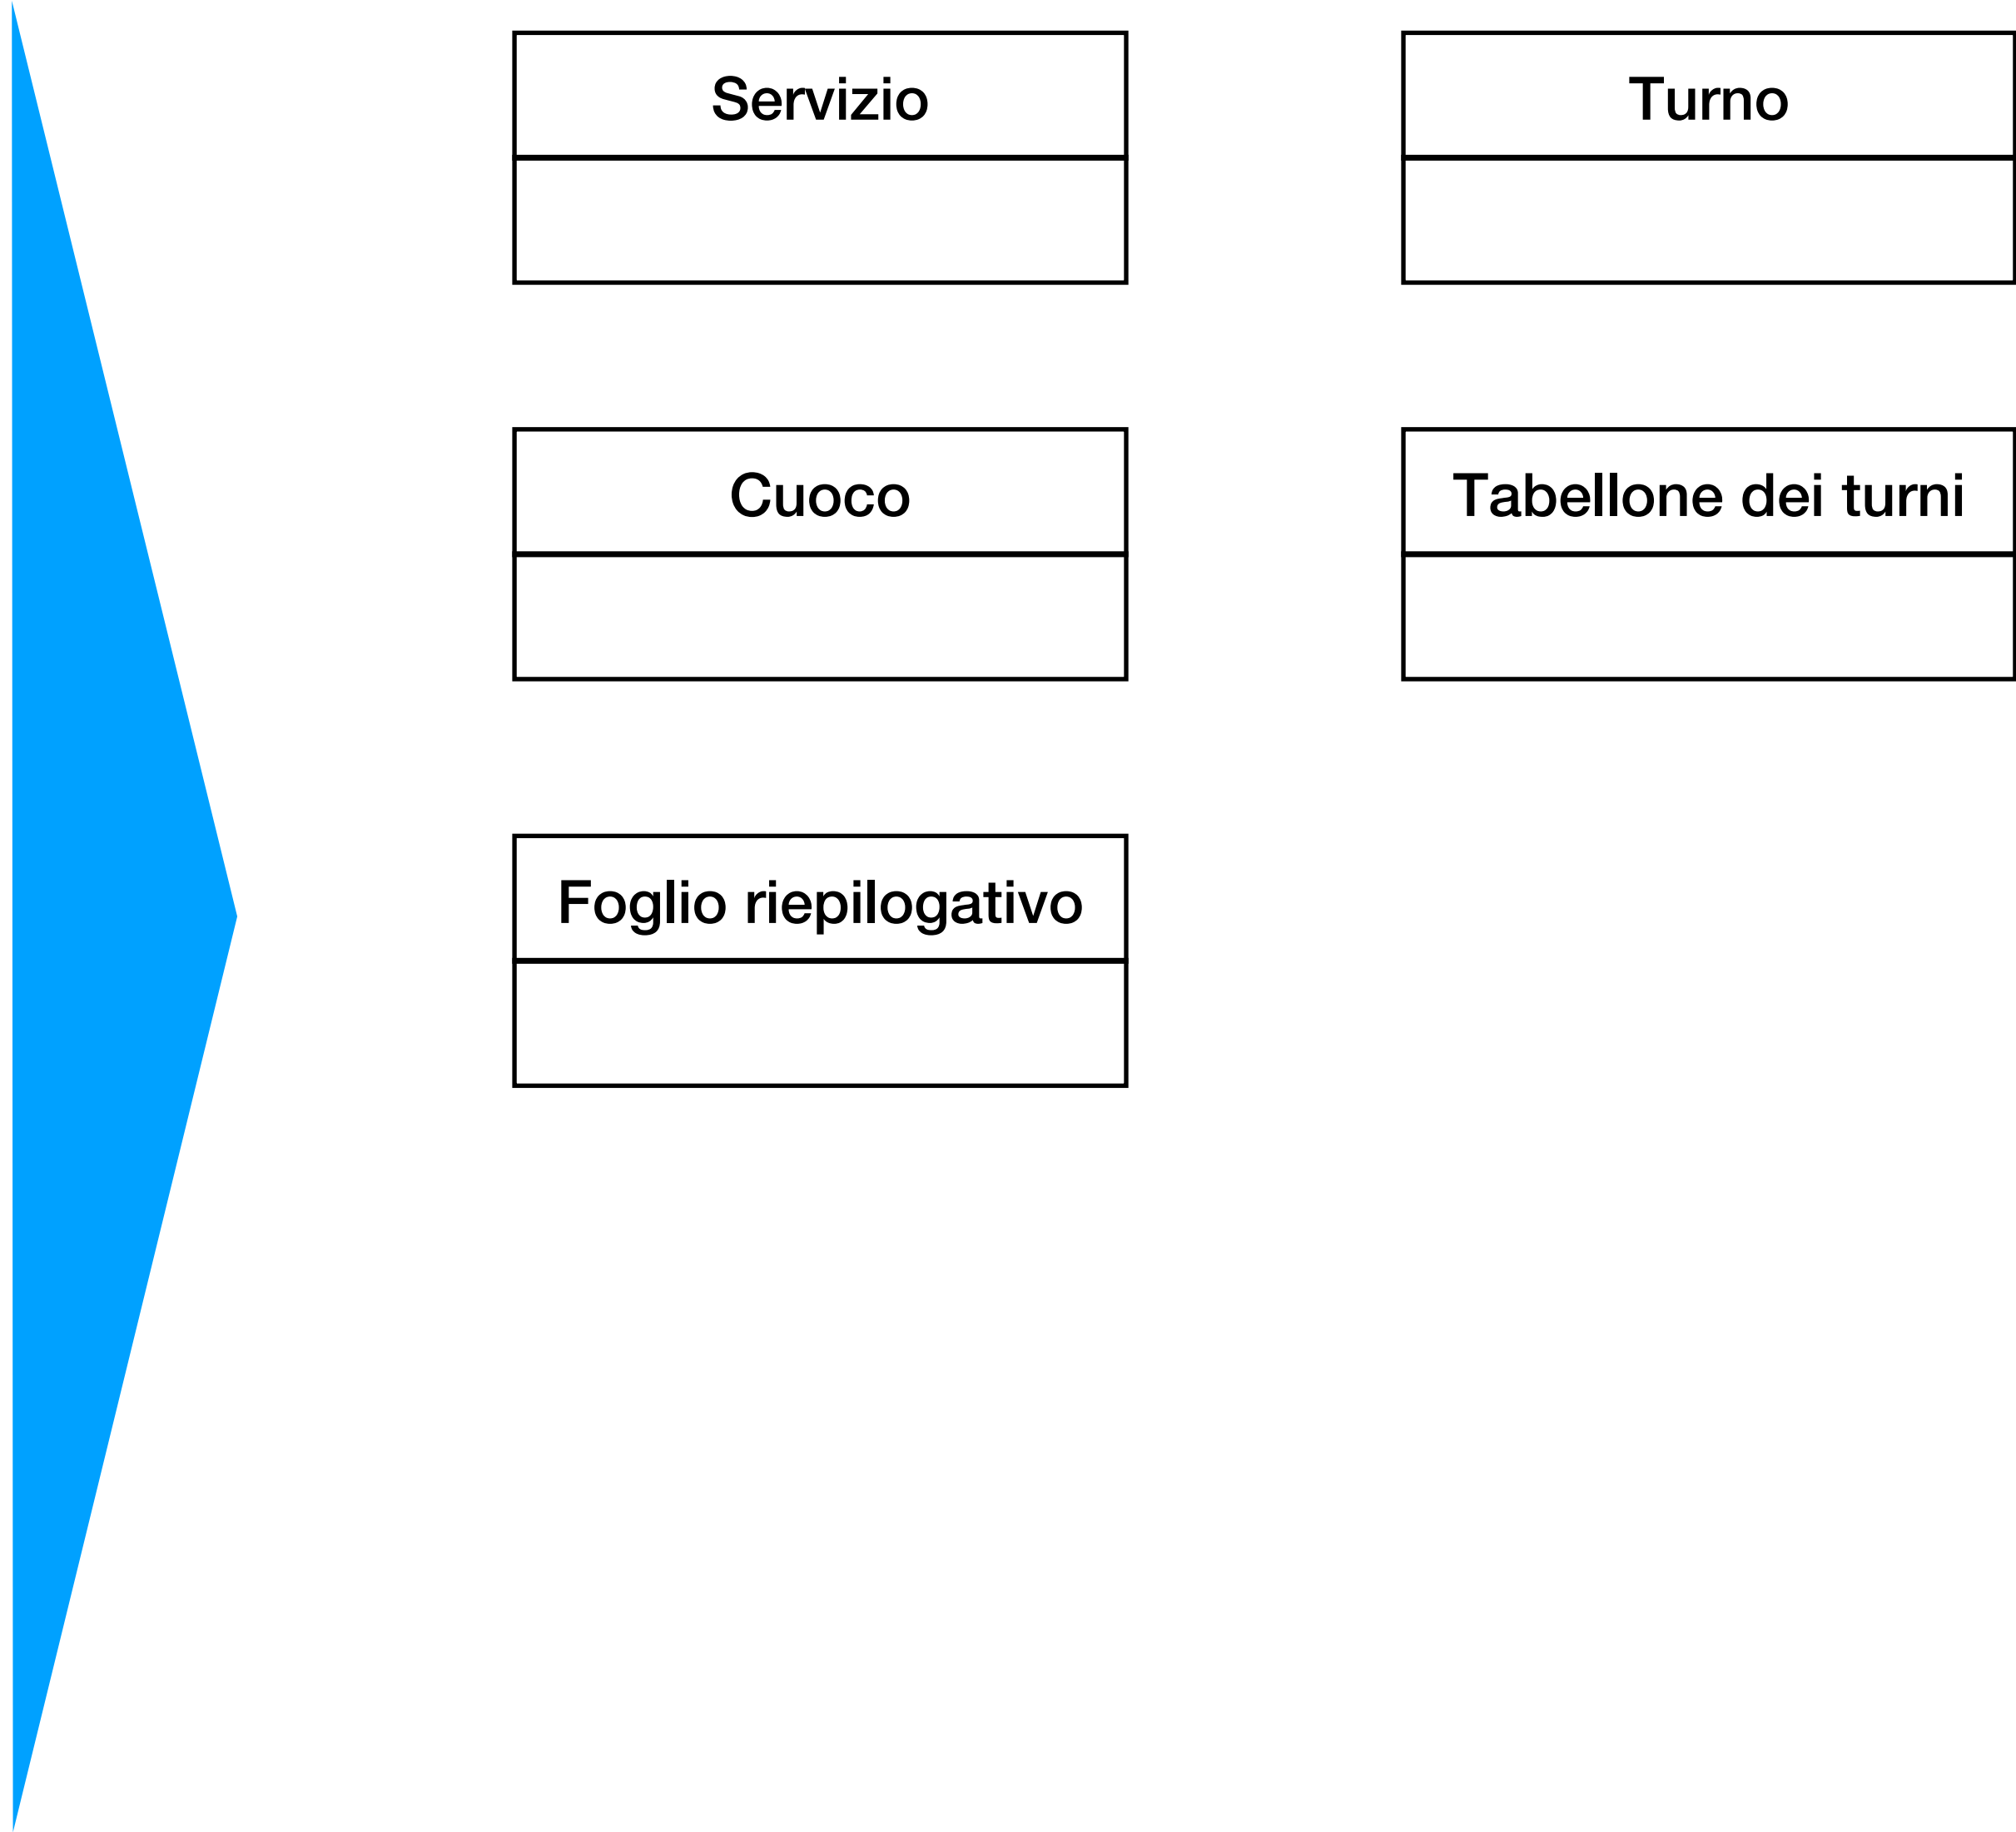 Servizio
Turno
Cuoco
Tabellone dei turni
Foglio riepilogativo